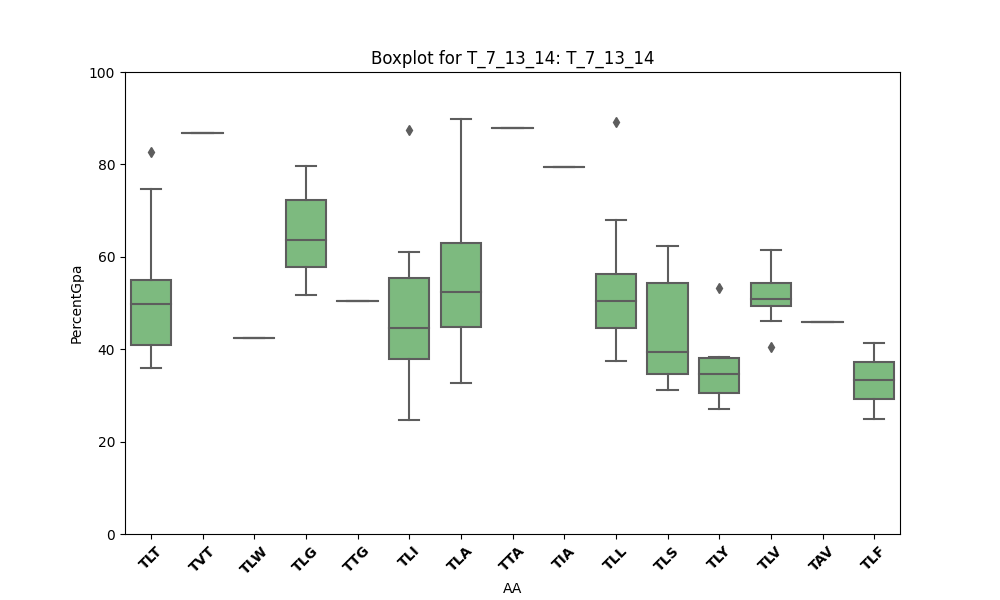 Boxplot for T_7_13_14: T_7_13_14
100
80
60
40
20
0
PercentGpa
TLT TVT TLW TLG TTG TLI TLA TTA TIA TLL TLS TLY TLV TAV TLF
AA